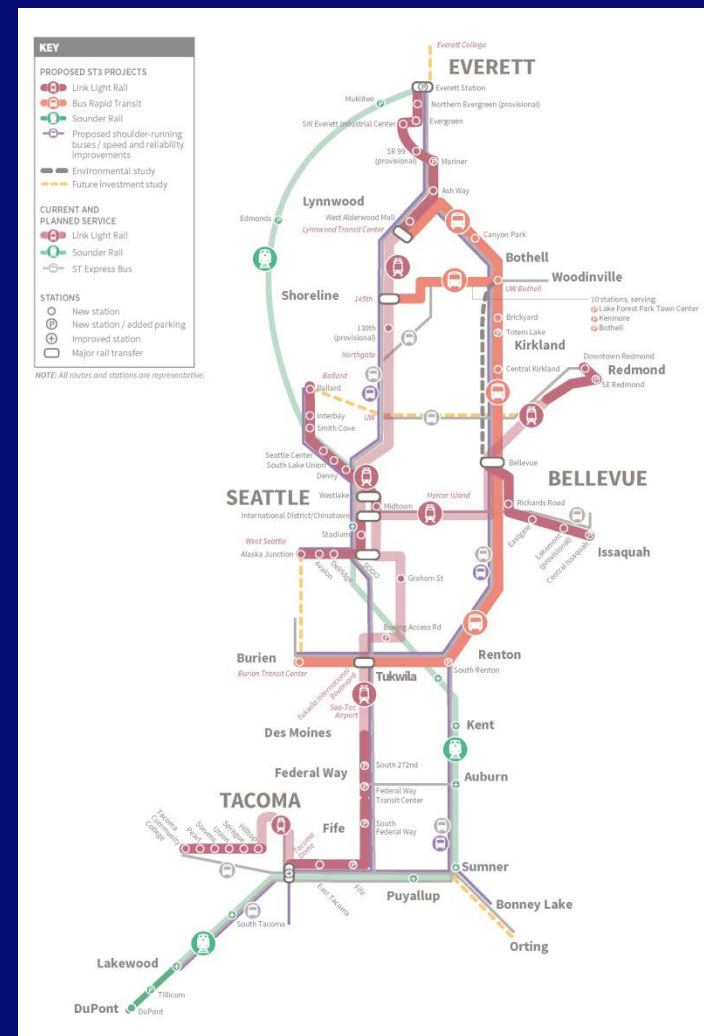 KEY
PROPOSED ST3 PROJECTS
Link Light Rail
Bus Rapid Transit
Sounder Rail
Proposed shoulder-running
buses / speed and reliability
improvements
Environmental study
Future investment study
CURRENT AND
PLANNED SERVICE
Link Light Rail
Sounder Rail
ST Express Bus
STATIONS
New station
P New station / added parking
Improved station
Major rail transfer
NOTE: All routes and stations are representative.
Everett College
EVERETT
Everett Station
Mukilteo
Northern Evergreen (provisional)
SW Everett Industrial Center
Evergreen
SR 99
(provisional)
Mariner
Ash Way
Lynnwood
West Alderwood Mall
Lynnwood Transit Center
Edmonds
Canyon Park
Bothell
Woodinville
UW Bothell
Shoreline
145th
10 stations, serving:
Lake Forest Park Town Center
Kenmore
Bothell
130th
(provisional)
Brickyard
Totem Lake
Kirkland
Northgate
Downtown Redmond
Redmond
SE Redmond
Central Kirkland
Ballard
Ballard
Interbay
Smith Cove
UW
Seattle Center
South Lake Union
Denny
Bellevue
BELLEVUE
SEATTLE
Westlake
Midtown
Mercer Island
International District/Chinatown
Richards Road
Eastgate
Lakemont
(provisional)
Central Issaquah
Issaquah
Stadium
West Seattle
Alaska Junction
Avalon
Delridge
SODO
Graham St
Boeing Access Rd
Burien
Burien Transit Center
Tukwila International
Boulevard
Tukwila
Renton
South Renton
Sea-Tac
Airport
Des Moines
Kent
South 272nd
Federal Way
Federal Way
Transit Center
Auburn
TACOMA
Tacoma
Community
College
Pearl
Stevens
Union
Sprague
Hilltop
Tacoma
Dome
Fife
South
Federal Way
East Tacoma
Fife
Sumner
Puyallup
Bonney Lake
Orting
South Tacoma
Lakewood
Tillicum
DuPont
DuPont